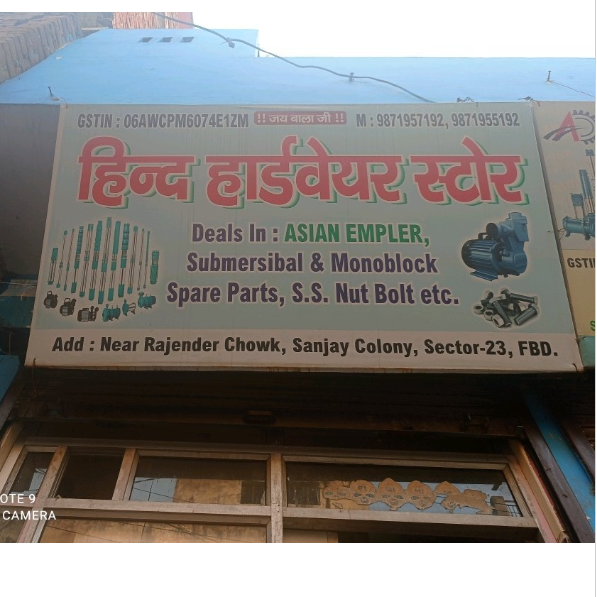 GSTIN : 06AWCPM6074E1ZM !! जय बाला जी !! M : 9871957192, 9871955192
हिन्द हार्डवेयर स्टोर
Deals In : ASIAN EMPLER,
Submersibal & Monoblock
Spare Parts, S.S. Nut Bolt etc.
Add : Near Rajender Chowk, Sanjay Colony, Sector-23, FBD.
GSTI
OTE 9
CAMERA